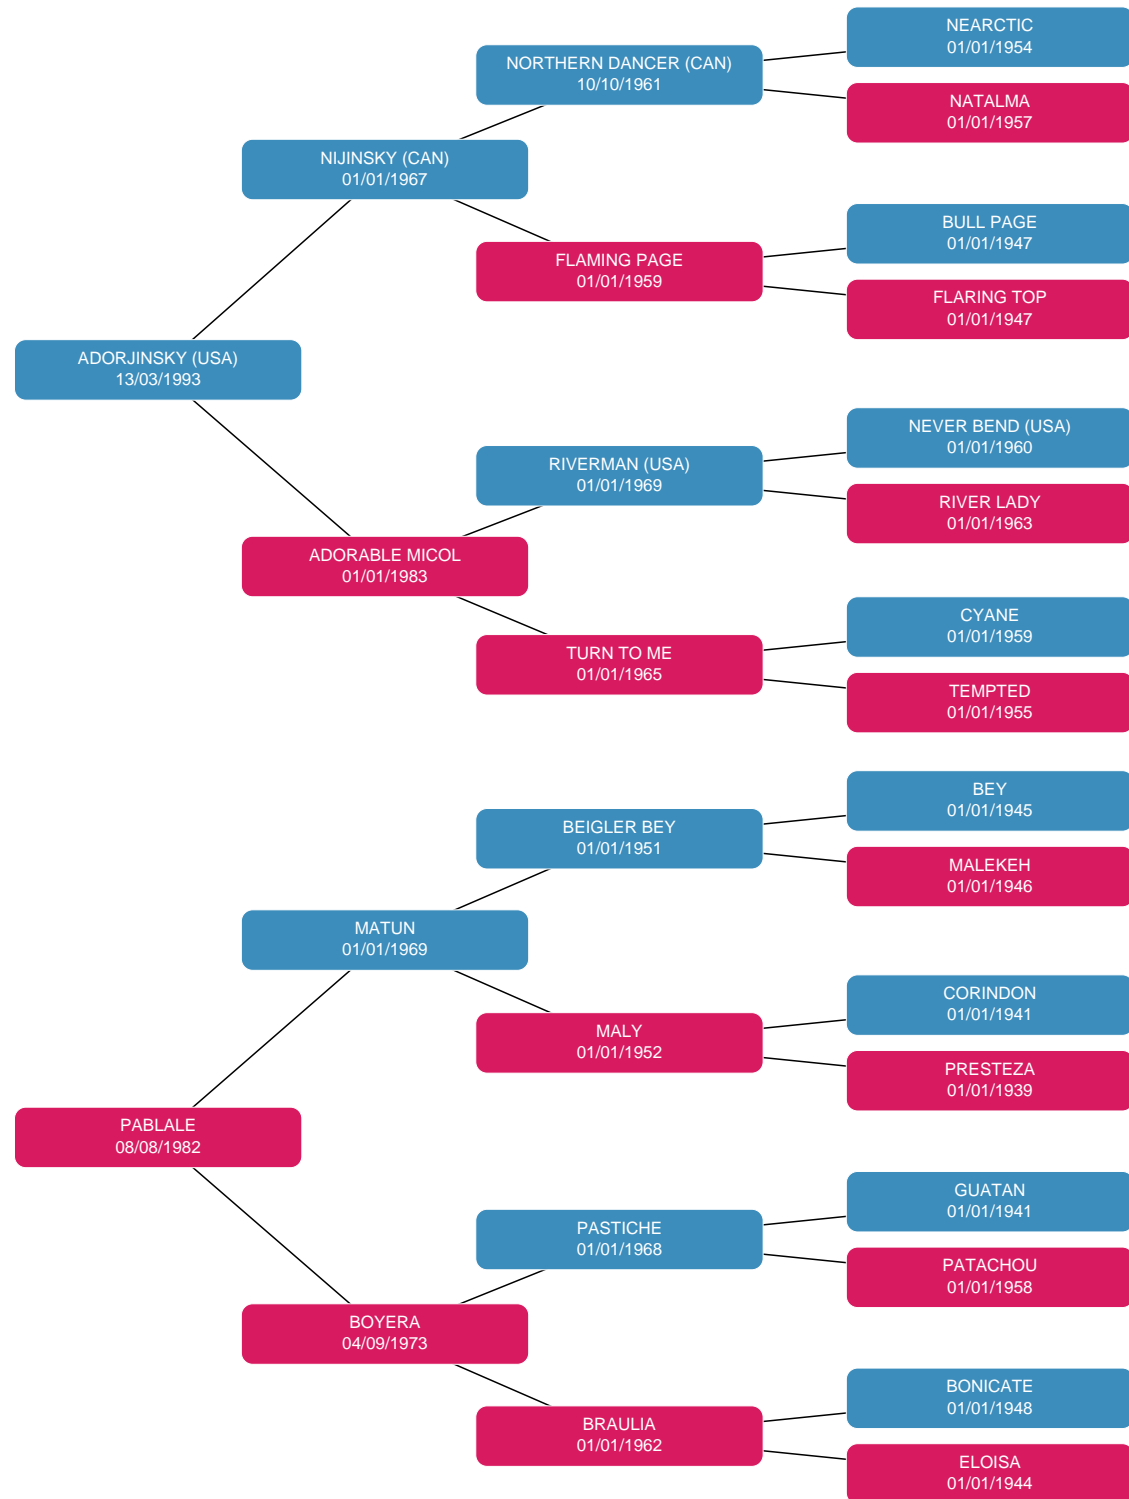 NEARCTIC
01/01/1954
NORTHERN DANCER (CAN)
10/10/1961
NATALMA
01/01/1957
NIJINSKY (CAN)
01/01/1967
BULL PAGE
01/01/1947
FLAMING PAGE
01/01/1959
FLARING TOP
01/01/1947
ADORJINSKY (USA)
13/03/1993
NEVER BEND (USA)
01/01/1960
RIVERMAN (USA)
01/01/1969
RIVER LADY
01/01/1963
ADORABLE MICOL
01/01/1983
CYANE
01/01/1959
TURN TO ME
01/01/1965
TEMPTED
01/01/1955
BEY
01/01/1945
BEIGLER BEY
01/01/1951
MALEKEH
01/01/1946
MATUN
01/01/1969
CORINDON
01/01/1941
MALY
01/01/1952
PRESTEZA
01/01/1939
PABLALE
08/08/1982
GUATAN
01/01/1941
PASTICHE
01/01/1968
PATACHOU
01/01/1958
BOYERA
04/09/1973
BONICATE
01/01/1948
BRAULIA
01/01/1962
ELOISA
01/01/1944